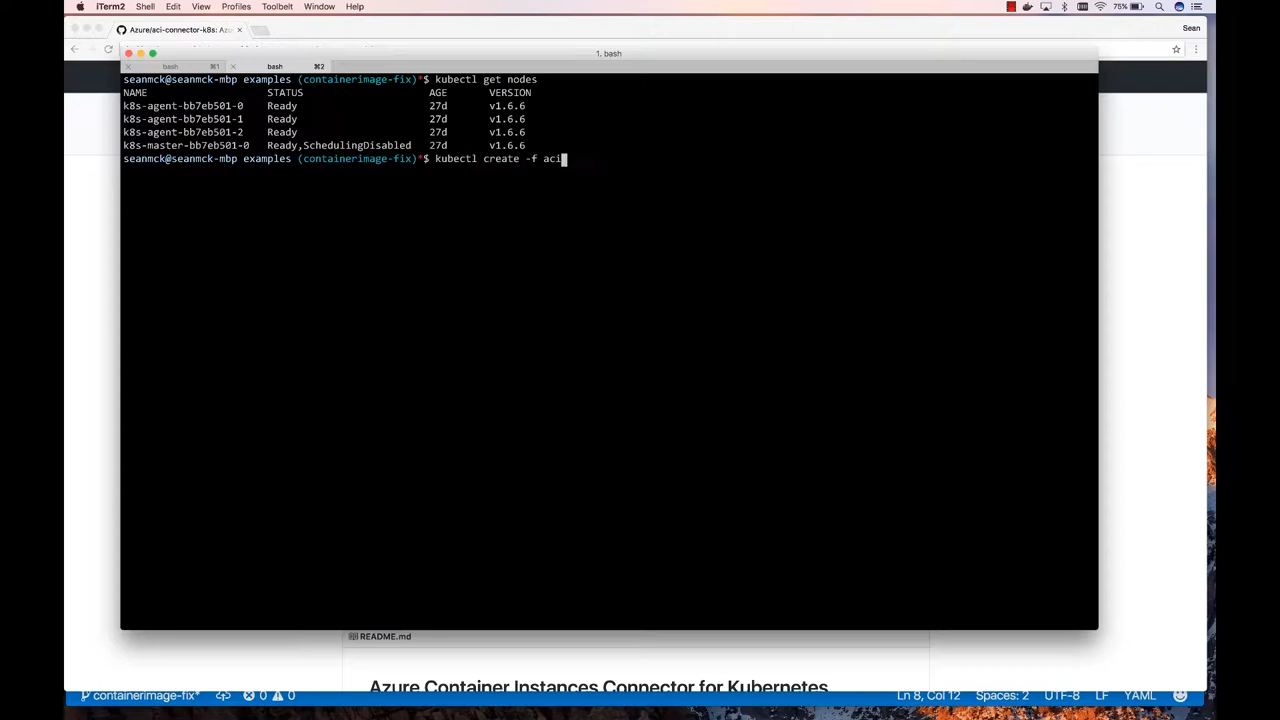 iTerm2 Shell Edit View Profiles Toolbelt Window Help 75%
Azure/aci-connector-k8s: Azu × Sean
1. bash
× bash ⌘1 × bash ⌘2
seanmck@seanmck-mbp examples (containerimage-fix)*$ kubectl get nodes
NAME STATUS AGE VERSION
k8s-agent-bb7eb501-0 Ready 27d v1.6.6
k8s-agent-bb7eb501-1 Ready 27d v1.6.6
k8s-agent-bb7eb501-2 Ready 27d v1.6.6
k8s-master-bb7eb501-0 Ready,SchedulingDisabled 27d v1.6.6
seanmck@seanmck-mbp examples (containerimage-fix)*$ kubectl create -f aci
README.md
Azure Container Instances Connector for Kubernetes
containerimage-fix* 0 0 Ln 8, Col 12 Spaces: 2 UTF-8 LF YAML